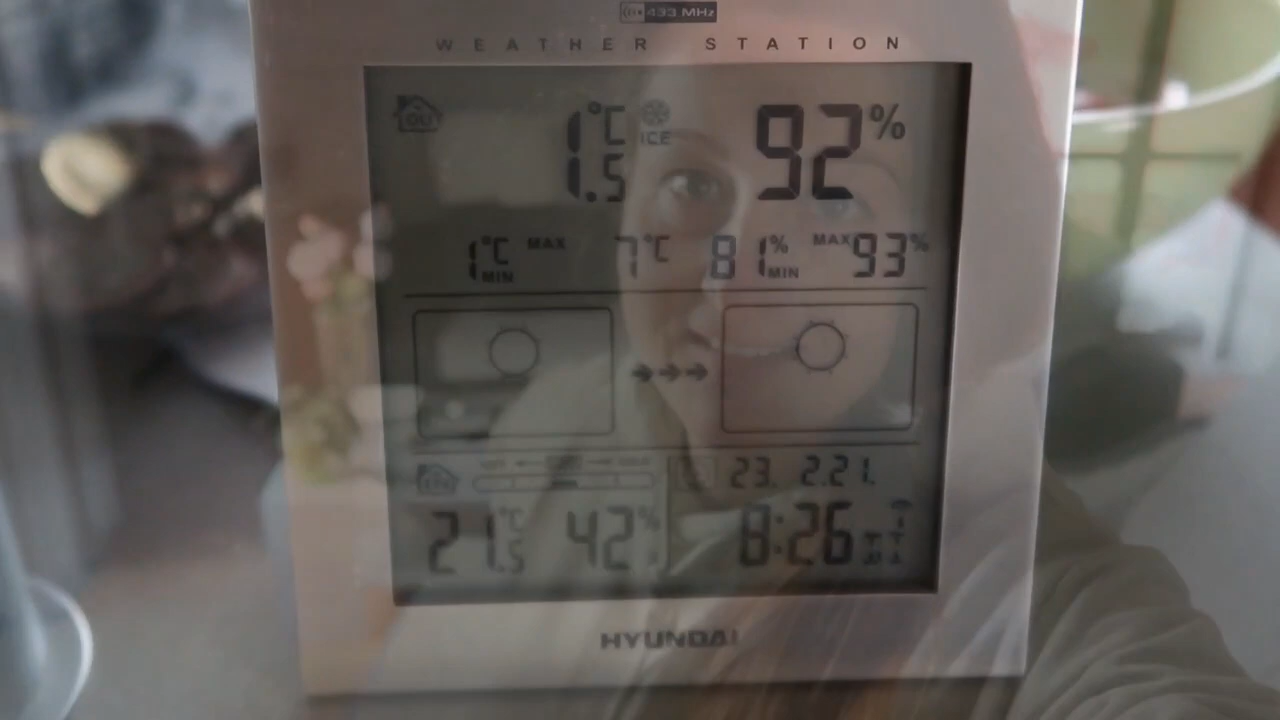 433 MHz
WEATHER STATION
OUT 1.5 °C ICE 92%
1 °C MIN MAX 7 °C 81% MIN MAX 93%
23. 2.21.
21.5 °C 42% 8:26
HYUNDAI